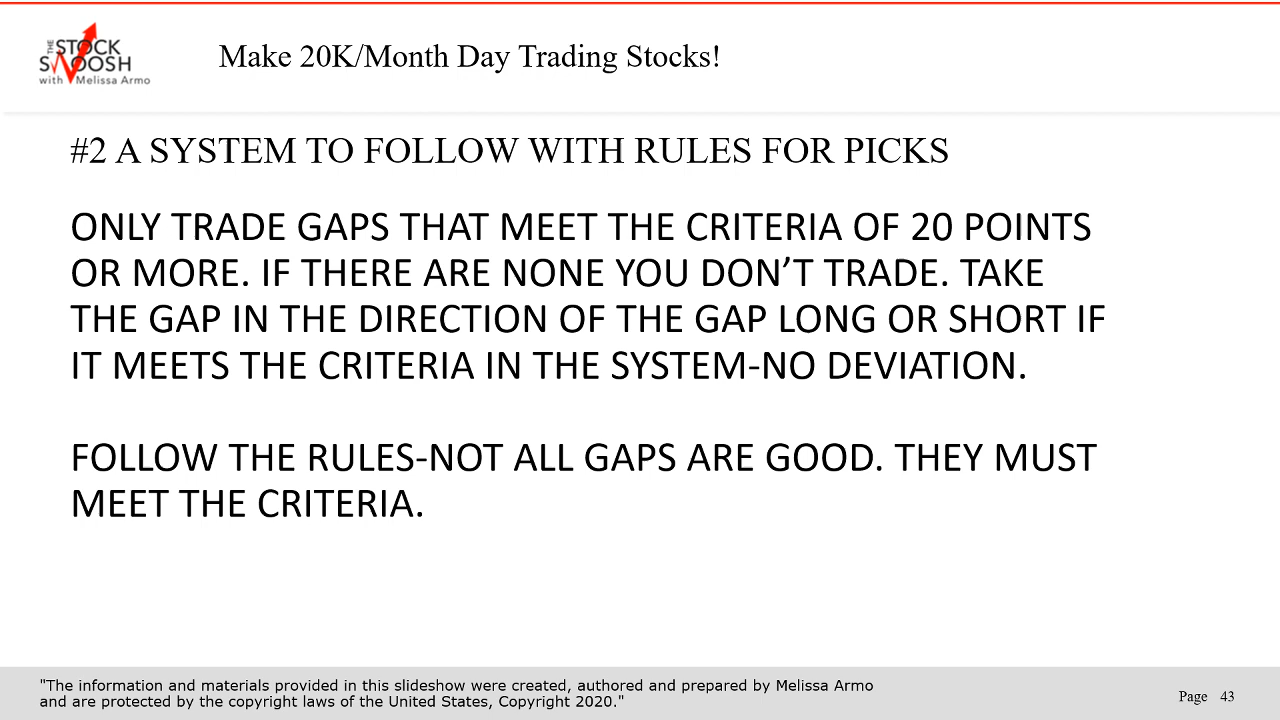 THE STOCK
SWOOSH
with Melissa Armo
Make 20K/Month Day Trading Stocks!
#2 A SYSTEM TO FOLLOW WITH RULES FOR PICKS
ONLY TRADE GAPS THAT MEET THE CRITERIA OF 20 POINTS
OR MORE. IF THERE ARE NONE YOU DON’T TRADE. TAKE
THE GAP IN THE DIRECTION OF THE GAP LONG OR SHORT IF
IT MEETS THE CRITERIA IN THE SYSTEM-NO DEVIATION.
FOLLOW THE RULES-NOT ALL GAPS ARE GOOD. THEY MUST
MEET THE CRITERIA.
"The information and materials provided in this slideshow were created, authored and prepared by Melissa Armo
and are protected by the copyright laws of the United States, Copyright 2020."
Page 43